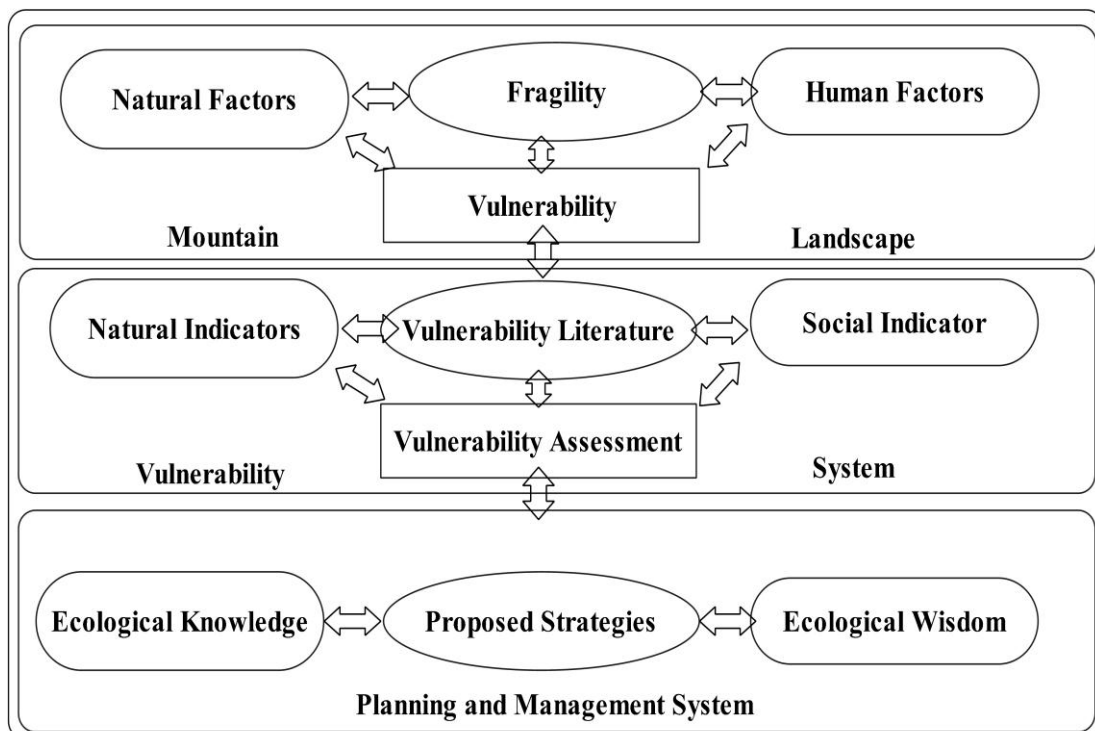 Natural Factors
Fragility
Human Factors
Vulnerability
Mountain
Landscape
Natural Indicators
Vulnerability Literature
Social Indicator
Vulnerability Assessment
Vulnerability
System
Ecological Knowledge
Proposed Strategies
Ecological Wisdom
Planning and Management System